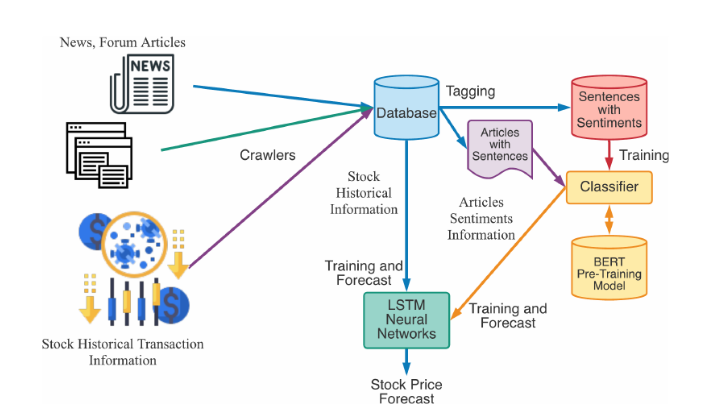 News, Forum Articles
NEWS
Database
Tagging
Sentences
with
Sentiments
Articles
with
Sentences
Training
Crawlers
Classifier
Stock
Historical
Information
Articles
Sentiments
Information
BERT
Pre-Training
Model
Training and
Forecast
LSTM
Neural
Networks
Training and
Forecast
Stock Historical Transaction
Information
Stock Price
Forecast